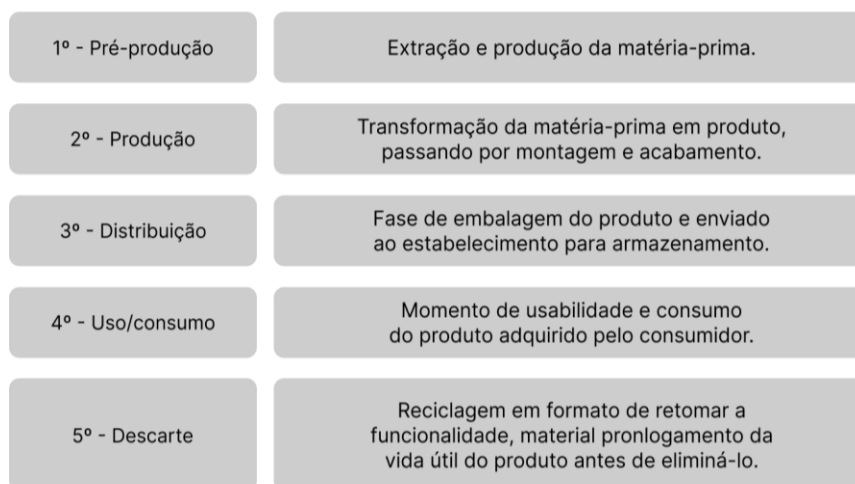 1º - Pré-produção
Extração e produção da matéria-prima.
2º - Produção
Transformação da matéria-prima em produto,
passando por montagem e acabamento.
3º - Distribuição
Fase de embalagem do produto e enviado
ao estabelecimento para armazenamento.
4º - Uso/consumo
Momento de usabilidade e consumo
do produto adquirido pelo consumidor.
5º - Descarte
Reciclagem em formato de retomar a
funcionalidade, material pronlogamento da
vida útil do produto antes de eliminá-lo.